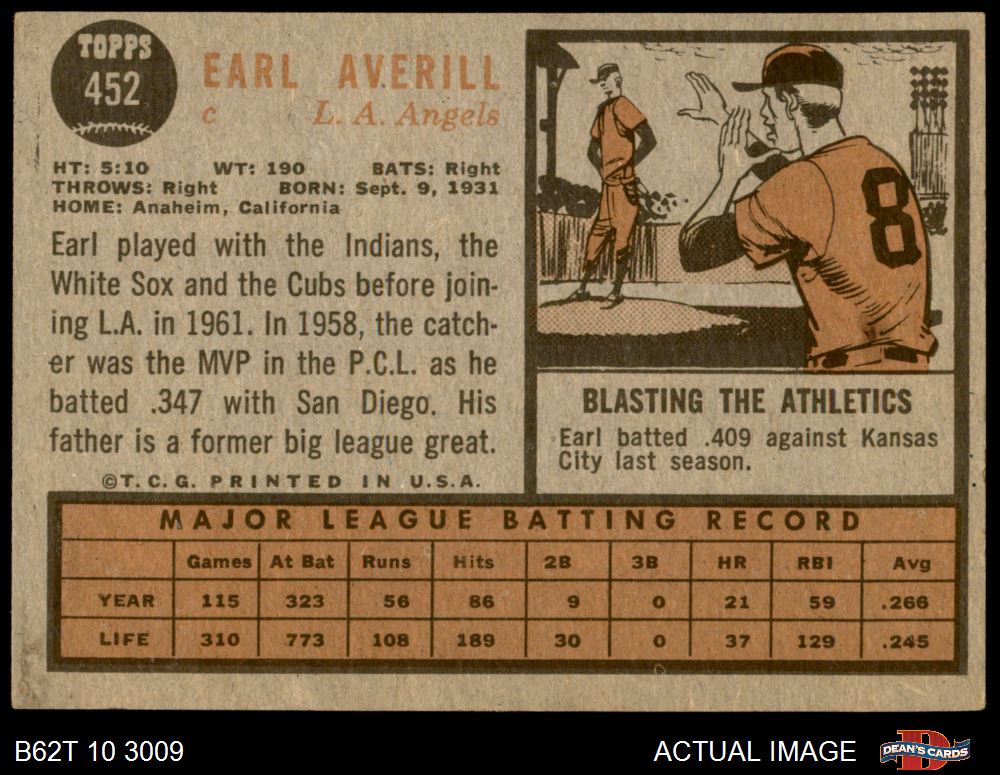 TOPPS
452
EARL AVERILL
c L. A. Angels
HT: 5:10 WT: 190 BATS: Right
THROWS: Right BORN: Sept. 9, 1931
HOME: Anaheim, California
Earl played with the Indians, the
White Sox and the Cubs before join-
ing L.A. in 1961. In 1958, the catch-
er was the MVP in the P.C.L. as he
batted .347 with San Diego. His
father is a former big league great.
©T.C.G. PRINTED IN U.S.A.
8
BLASTING THE ATHLETICS
Earl batted .409 against Kansas
City last season.
MAJOR LEAGUE BATTING RECORD
Games At Bat Runs Hits 2B 3B HR RBI Avg
YEAR 115 323 56 86 9 0 21 59 .266
LIFE 310 773 108 189 30 0 37 129 .245
B62T 10 3009 ACTUAL IMAGE DEAN'S CARDS